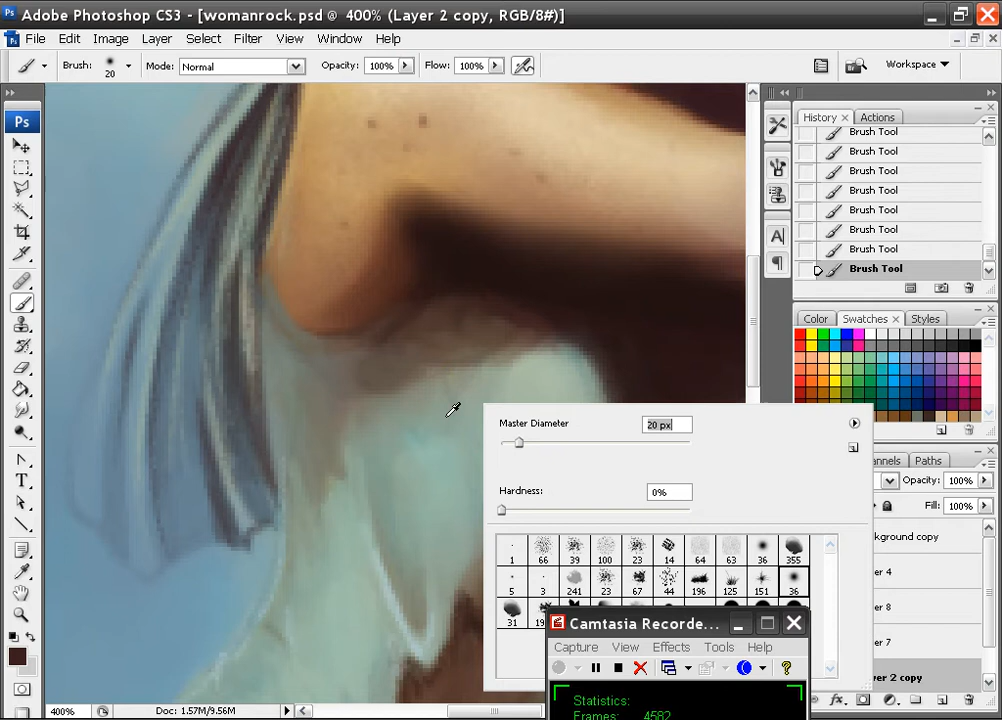 Ps Adobe Photoshop CS3 - [womanrock.psd @ 400% (Layer 2 copy, RGB/8#)]
File Edit Image Layer Select Filter View Window Help
Brush: 20 Mode: Normal Opacity: 100% Flow: 100% Workspace
Ps
History Actions
Brush Tool
Brush Tool
Brush Tool
Brush Tool
Brush Tool
Brush Tool
Brush Tool
Brush Tool
Color Swatches Styles
Master Diameter 20 px
Hardness: 0%
1 66 39 100 23 14 64 63 36 355
5 3 241 23 67 44 196 125 151 36
31
annels Paths
Opacity: 100%
Fill: 100%
ackground copy
er 4
er 8
er 7
er 2 copy
Camtasia Recorde...
Capture View Effects Tools Help
Statistics:
Frames: 4582
400% Doc: 1.57M/9.56M